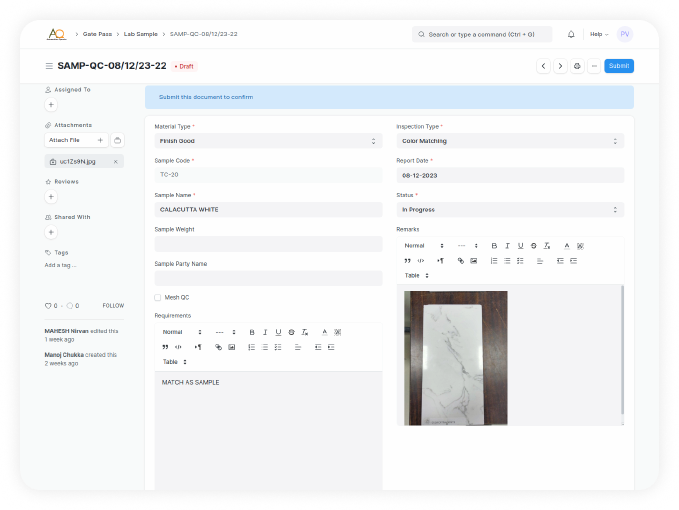 AQ
Gate Pass
Lab Sample
SAMP-QC-08/12/23-22
Search or type a command (Ctrl + G)
Help
PV
SAMP-QC-08/12/23-22
Draft
Submit
Assigned To
+
Attachments
Attach File +
uc1Zs9N.jpg
Reviews
+
Shared With
+
Tags
Add a tag ...
0 · 0 FOLLOW
MAHESH Nirvan edited this
1 week ago
Manoj Chukka created this
2 weeks ago
Submit this document to confirm
Material Type *
Finish Good
Sample Code *
TC-20
Sample Name *
CALACUTTA WHITE
Sample Weight
Sample Party Name
Mesh QC
Requirements
Normal --- B I U S Tx A
Table
MATCH AS SAMPLE
Inspection Type *
Color Matching
Report Date *
08-12-2023
Status *
In Progress
Remarks
Normal --- B I U S Tx A
Table